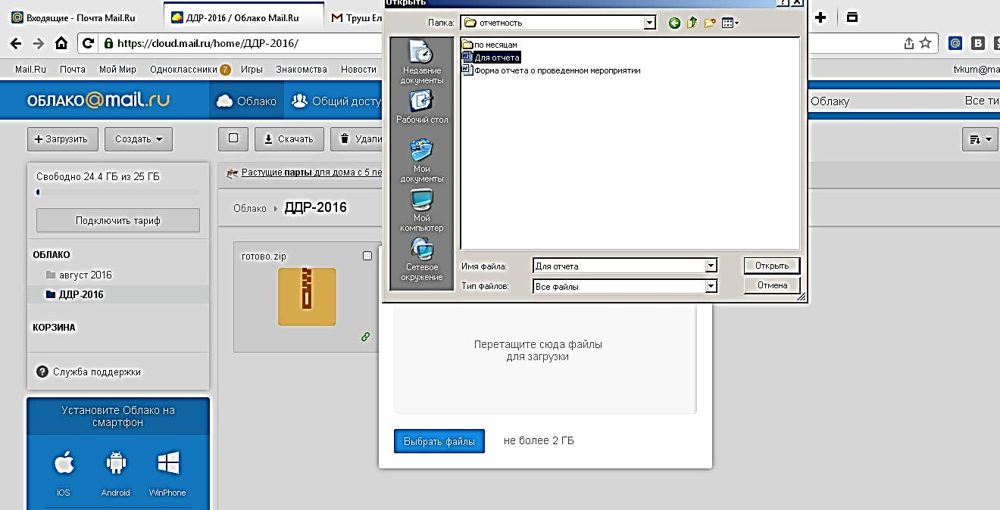 Входящие - Почта Mail.Ru
ДДР-2016 / Облако Mail.Ru
Труш Ел
Открыть
https://cloud.mail.ru/home/ДДР-2016/
Mail.Ru Почта Мой Мир Одноклассники 7 Игры Знакомства Новости
tvkum@ma
ОБЛАКО@mail.ru
Облако
Общий досту
Облаку
Все ти
Загрузить
Создать
Скачать
Удали
Свободно 24.4 ГБ из 25 ГБ
Подключить тариф
ОБЛАКО
август 2016
ДДР-2016
КОРЗИНА
Служба поддержки
Установите Облако на
смартфон
iOS Android WinPhone
Растущие парты для дома с 5 ле
Облако ДДР-2016
готово.zip
Папка: отчетность
Недавние
документы
Рабочий стол
Мои
документы
Мой
компьютер
Сетевое
окружение
по месяцам
Для отчета
Форма отчета о проведенном мероприятии
Имя файла: Для отчета
Открыть
Тип файлов: Все файлы
Отмена
Перетащите сюда файлы
для загрузки
Выбрать файлы
не более 2 ГБ